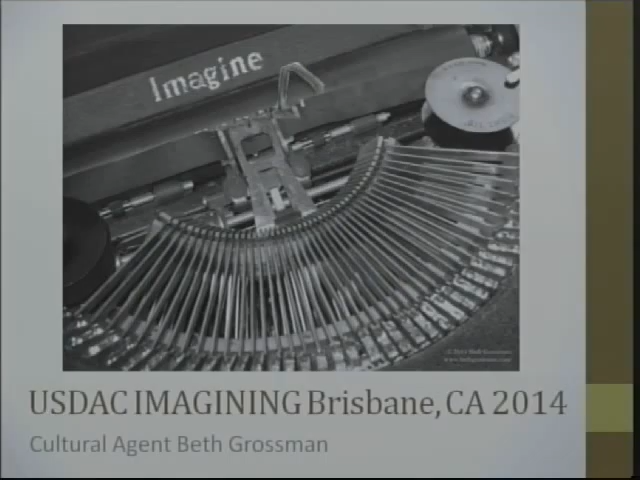 Imagine
USDAC IMAGINING Brisbane, CA 2014
Cultural Agent Beth Grossman